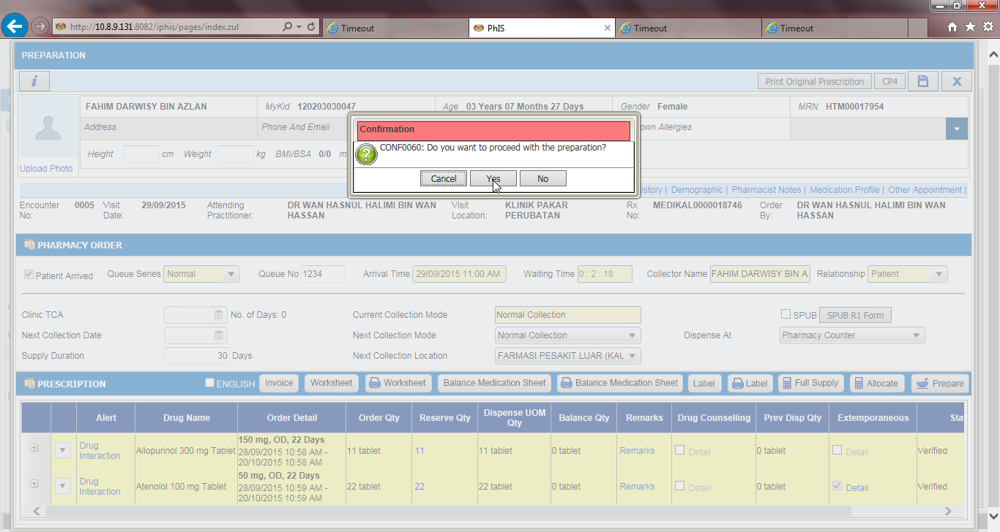 http://10.8.9.131:8082/iphis/pages/index.zul
Timeout
PhIS
Timeout
Timeout
PREPARATION
i
Print Original Prescription
CP4
X
FAHIM DARWISY BIN AZLAN
MyKid 120203030047
Age 03 Years 07 Months 27 Days
Gender Female
MRN HTM00017954
Address
Phone And Email
own Allergies
Height cm Weight kg BMI/BSA 0/0 m
Upload Photo
Confirmation
CONF0060: Do you want to proceed with the preparation?
Cancel
Yes
No
istory | Demographic | Pharmacist Notes | Medication Profile | Other Appointment |
Encounter No: 0005
Visit Date: 29/09/2015
Attending Practitioner: DR WAN HASNUL HALIMI BIN WAN HASSAN
Visit Location: KLINIK PAKAR PERUBATAN
Rx No: MEDIKAL0000018746
Order By: DR WAN HASNUL HALIMI BIN WAN HASSAN
PHARMACY ORDER
Patient Arrived
Queue Series Normal
Queue No 1234
Arrival Time 29/09/2015 11:00 AM
Waiting Time 0 : 2 : 18
Collector Name FAHIM DARWISY BIN A
Relationship Patient
Clinic TCA
No. of Days: 0
Current Collection Mode Normal Collection
SPUB
SPUB R1 Form
Next Collection Date
Next Collection Mode Normal Collection
Dispense At Pharmacy Counter
Supply Duration 30 Days
Next Collection Location FARMASI PESAKIT LUAR (KAU
PRESCRIPTION
ENGLISH
Invoice
Worksheet
Worksheet
Balance Medication Sheet
Balance Medication Sheet
Label
Label
Full Supply
Allocate
Prepare
Alert Drug Name Order Detail Order Qty Reserve Qty Dispense UOM Qty Balance Qty Remarks Drug Counselling Prev Disp Qty Extemporaneous Sta
Drug Interaction
Allopurinol 300 mg Tablet
150 mg, OD, 22 Days
28/09/2015 10:58 AM -
20/10/2015 10:58 AM
11 tablet
11
11 tablet
0 tablet
Remarks
Detail
0 tablet
Detail
Verified
Drug Interaction
Atenolol 100 mg Tablet
50 mg, OD, 22 Days
28/09/2015 10:59 AM -
20/10/2015 10:59 AM
22 tablet
22
22 tablet
0 tablet
Remarks
Detail
0 tablet
Detail
Verified